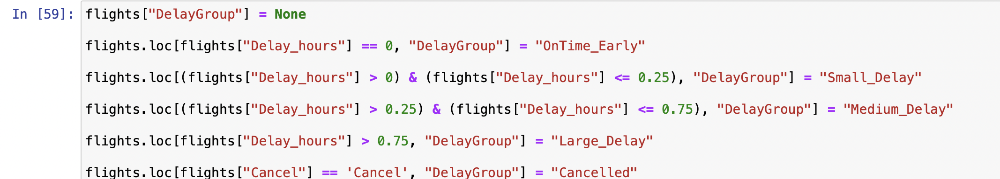 In [59]: flights["DelayGroup"] = None
flights.loc[flights["Delay_hours"] == 0, "DelayGroup"] = "OnTime_Early"
flights.loc[(flights["Delay_hours"] > 0) & (flights["Delay_hours"] <= 0.25), "DelayGroup"] = "Small_Delay"
flights.loc[(flights["Delay_hours"] > 0.25) & (flights["Delay_hours"] <= 0.75), "DelayGroup"] = "Medium_Delay"
flights.loc[flights["Delay_hours"] > 0.75, "DelayGroup"] = "Large_Delay"
flights.loc[flights["Cancel"] == 'Cancel', "DelayGroup"] = "Cancelled"